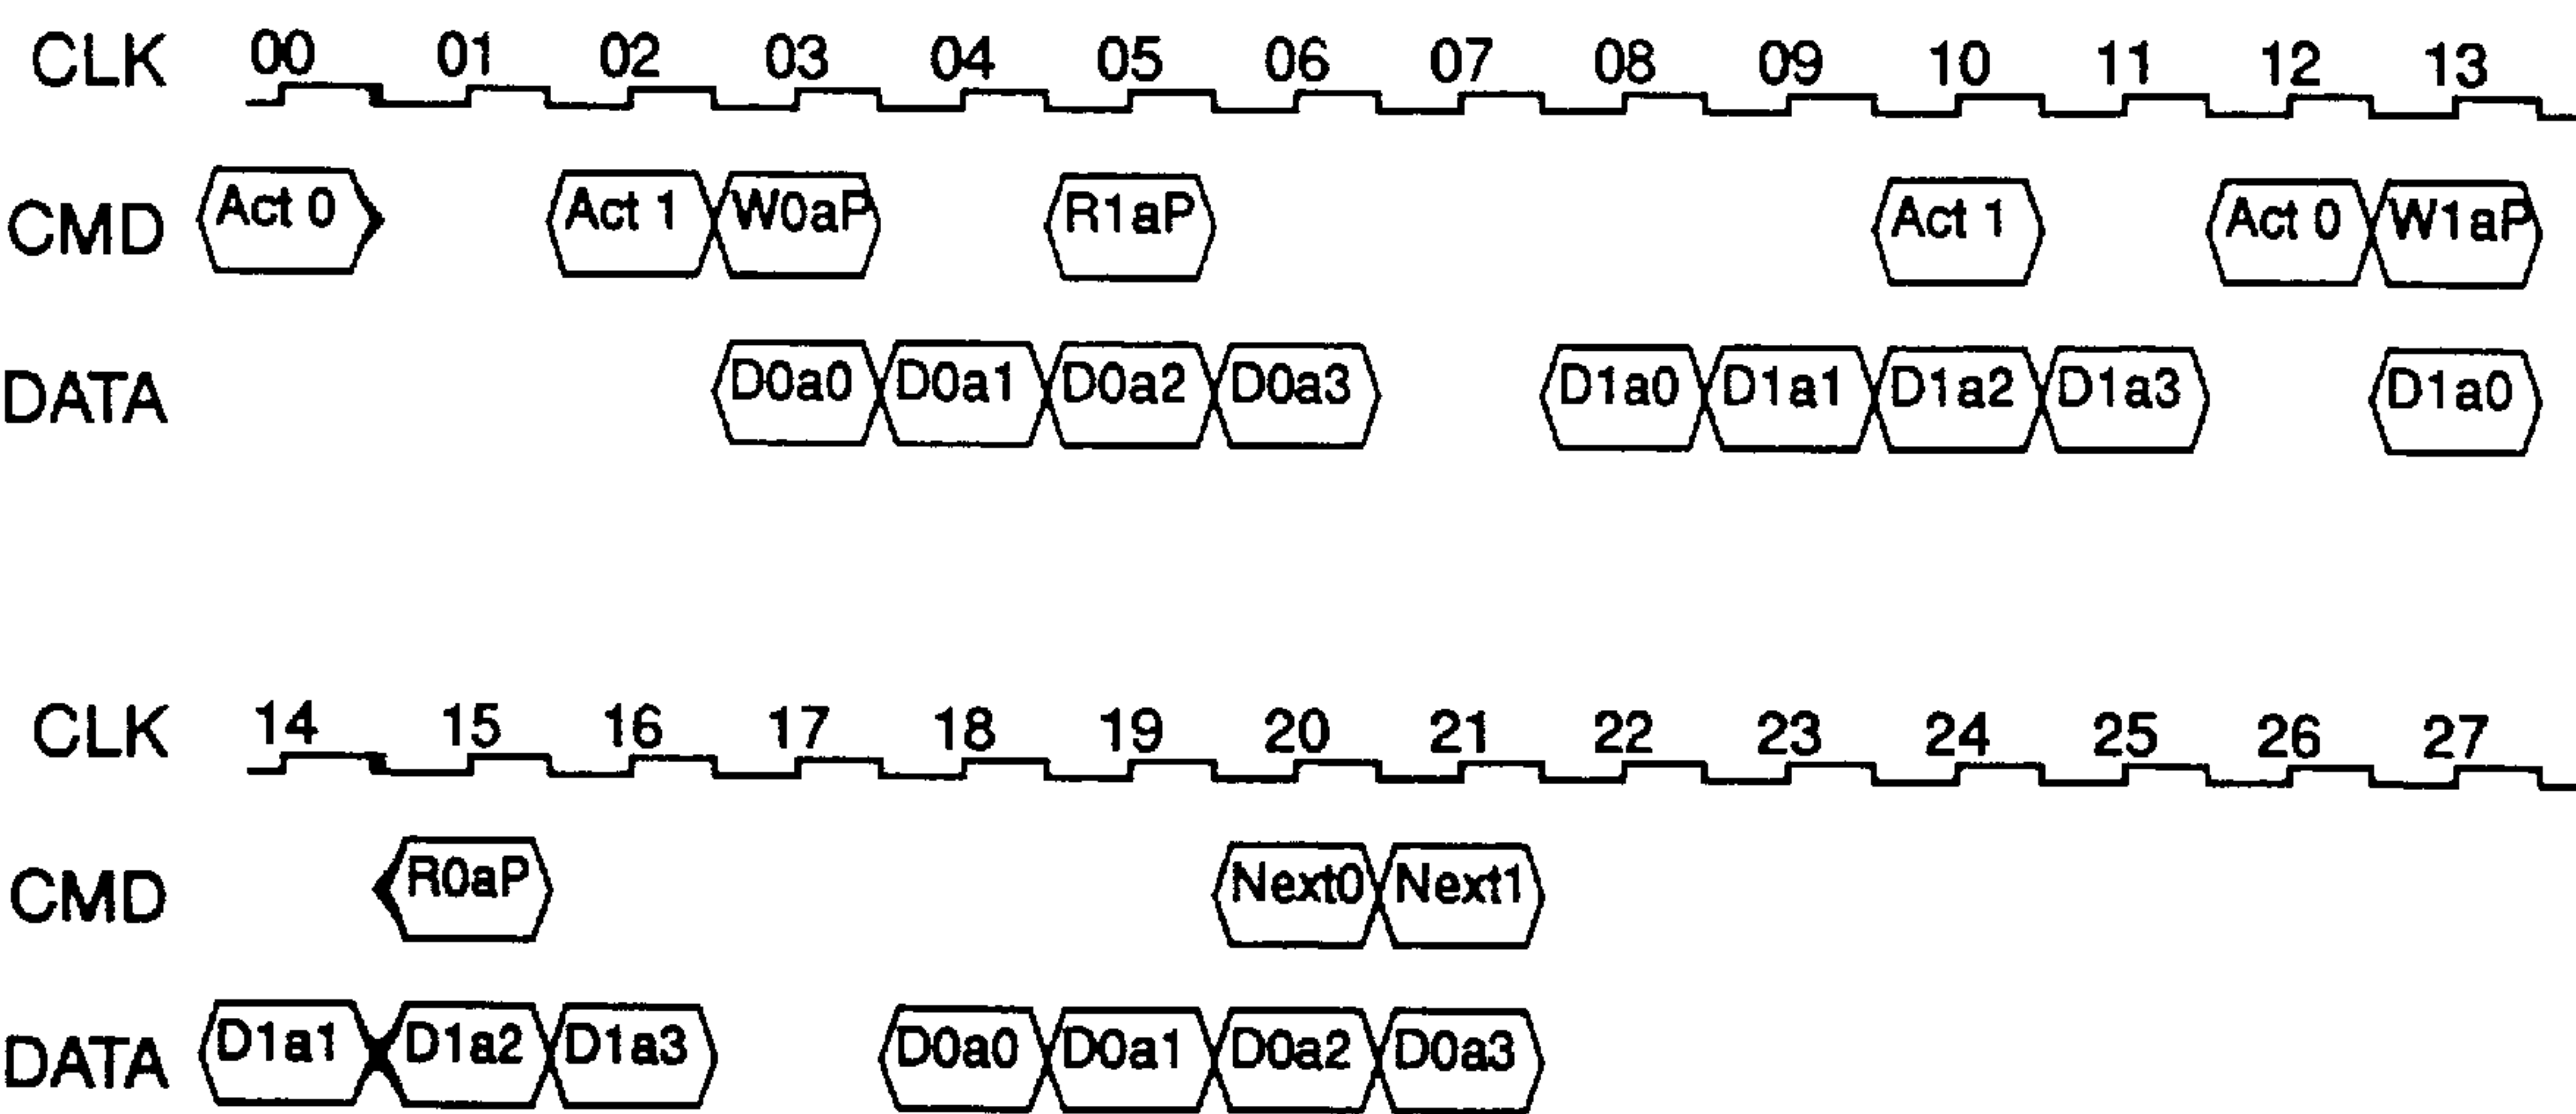 CLK 00 01 02 03 04 05 06 07 08 09 10 11 12 13
CMD Act 0 Act 1 W0aP R1aP Act 1 Act 0 W1aP
DATA D0a0 D0a1 D0a2 D0a3 D1a0 D1a1 D1a2 D1a3 D1a0
CLK 14 15 16 17 18 19 20 21 22 23 24 25 26 27
CMD R0aP Next0 Next1
DATA D1a1 D1a2 D1a3 D0a0 D0a1 D0a2 D0a3